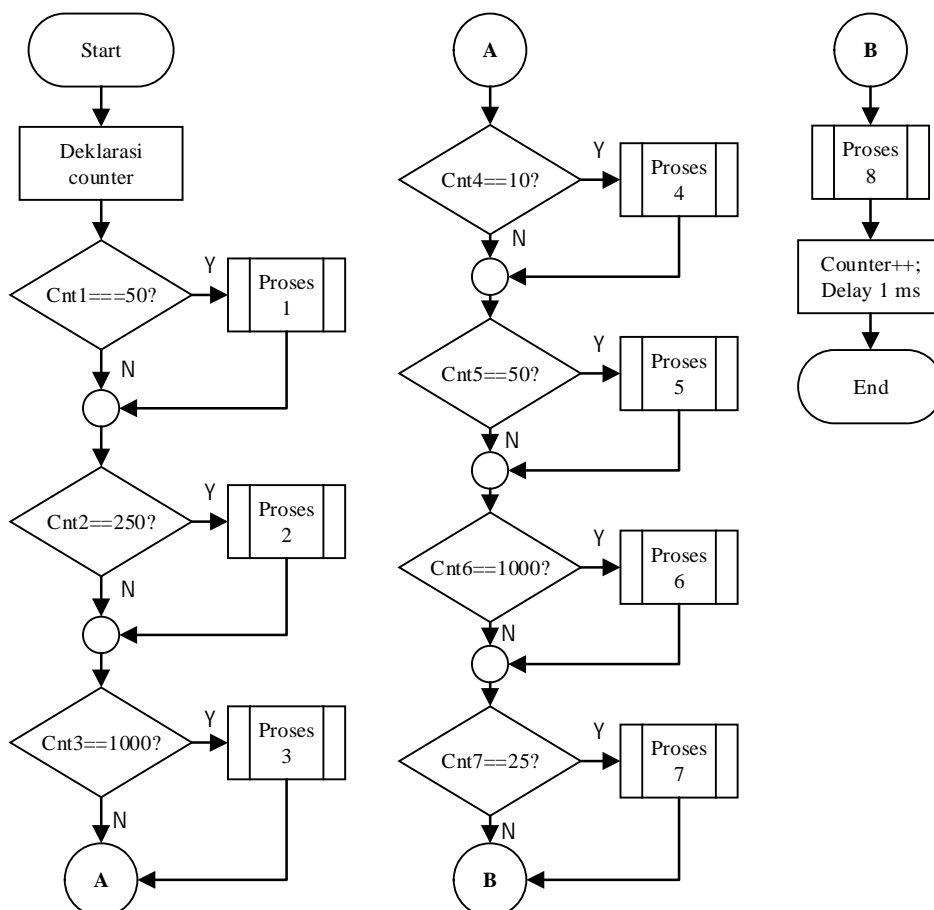 Start
Deklarasi
counter
Cnt1===50?
Y
Proses
1
N
Cnt2==250?
Y
Proses
2
N
Cnt3==1000?
Y
Proses
3
N
A
A
Cnt4==10?
Y
Proses
4
N
Cnt5==50?
Y
Proses
5
N
Cnt6==1000?
Y
Proses
6
N
Cnt7==25?
Y
Proses
7
N
B
B
Proses
8
Counter++;
Delay 1 ms
End